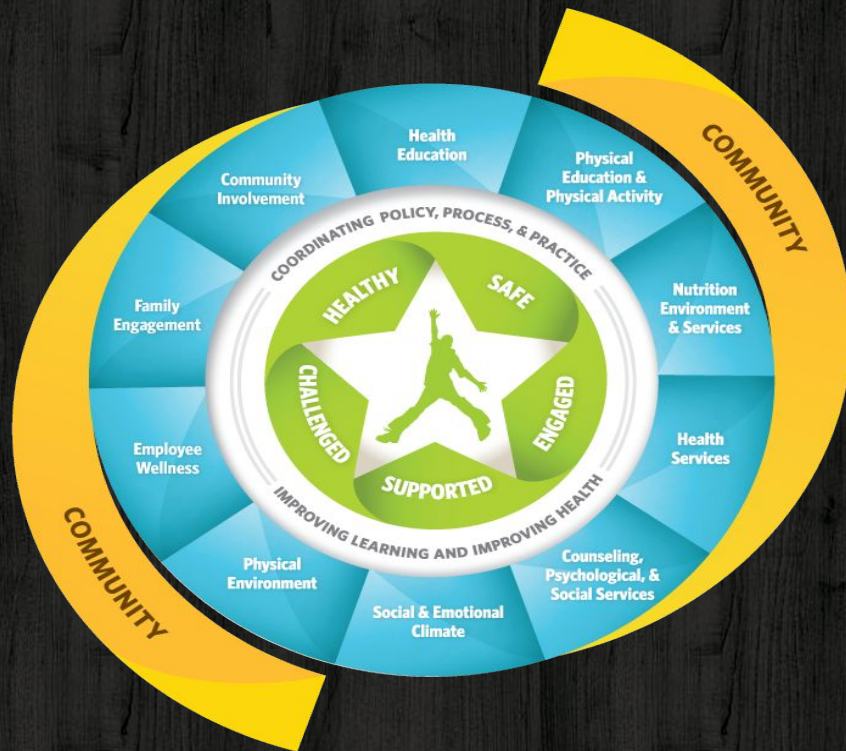 COMMUNITY
Health
Education
Physical
Education &
Physical Activity
Nutrition
Environment
& Services
Health
Services
Counseling,
Psychological, &
Social Services
Social & Emotional
Climate
Physical
Environment
Employee
Wellness
Family
Engagement
Community
Involvement
COORDINATING POLICY, PROCESS, & PRACTICE
IMPROVING LEARNING AND IMPROVING HEALTH
HEALTHY
SAFE
ENGAGED
SUPPORTED
CHALLENGED
COMMUNITY